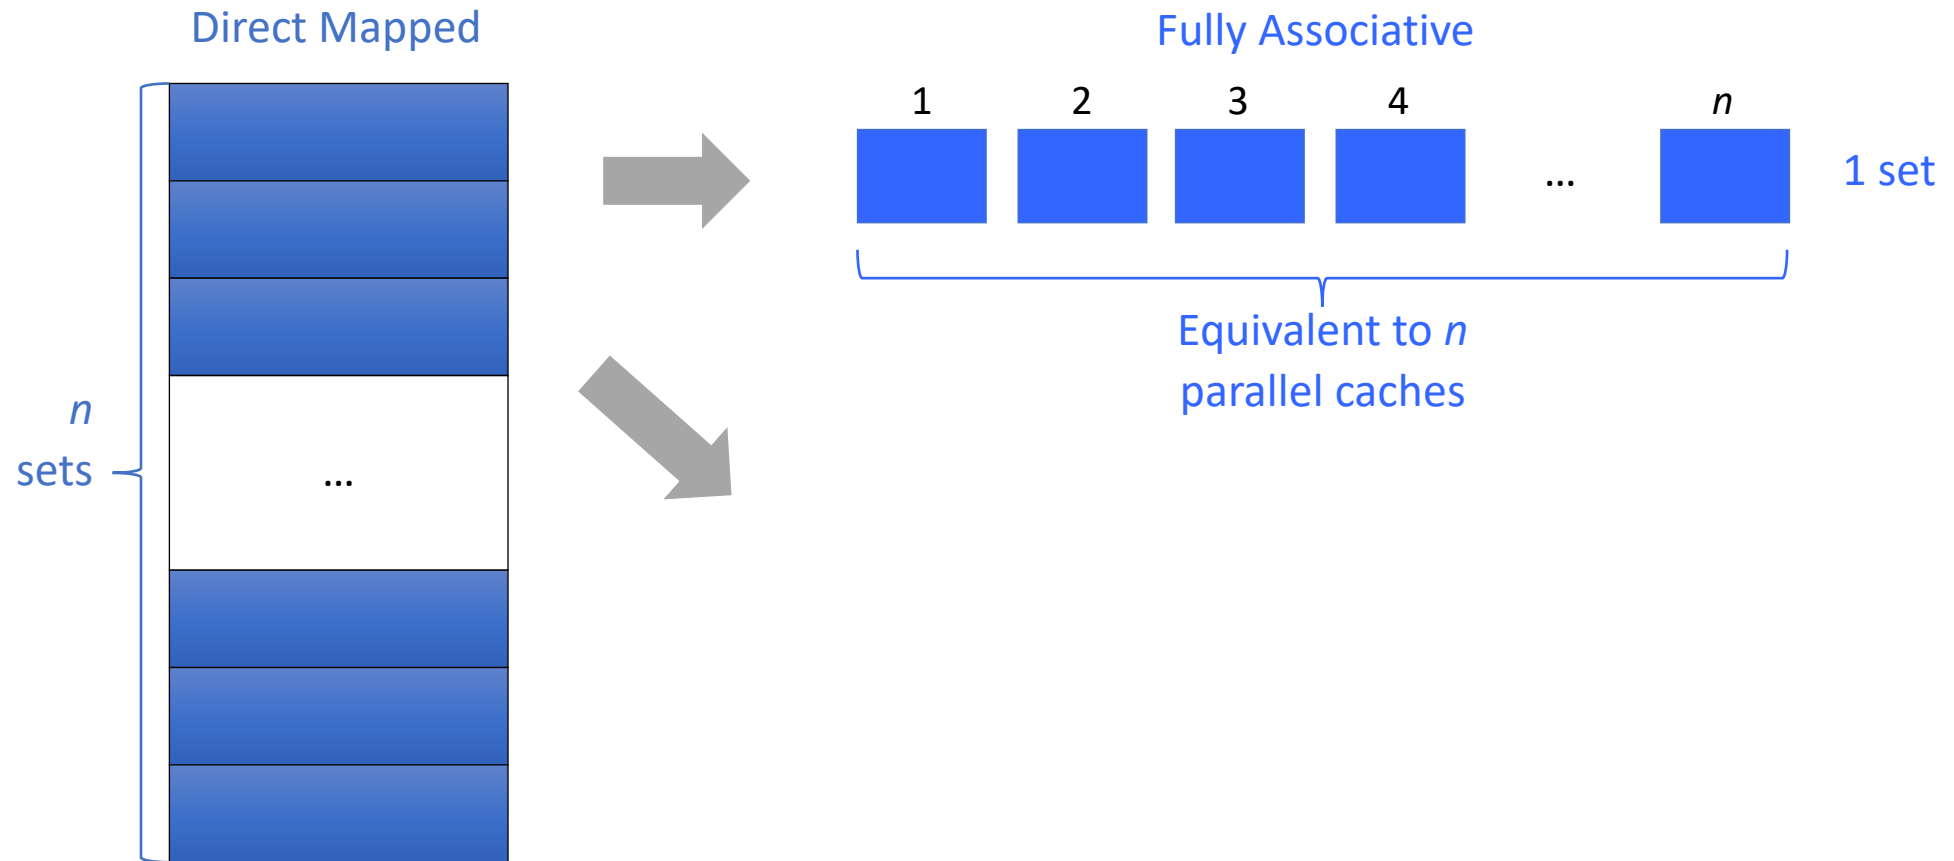 Direct Mapped
n
sets
...
Fully Associative
1 2 3 4 ... n
1 set
Equivalent to n
parallel caches